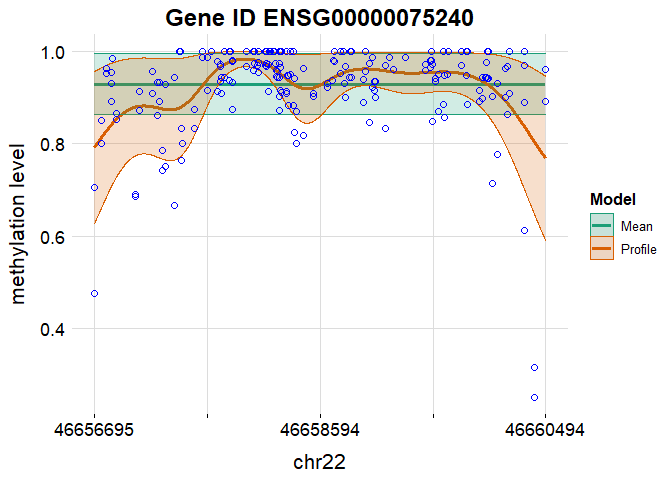 Gene ID ENSG00000075240
1.0
0.8
0.6
0.4
methylation level
46656695
46658594
46660494
chr22
Model
Mean
Profile